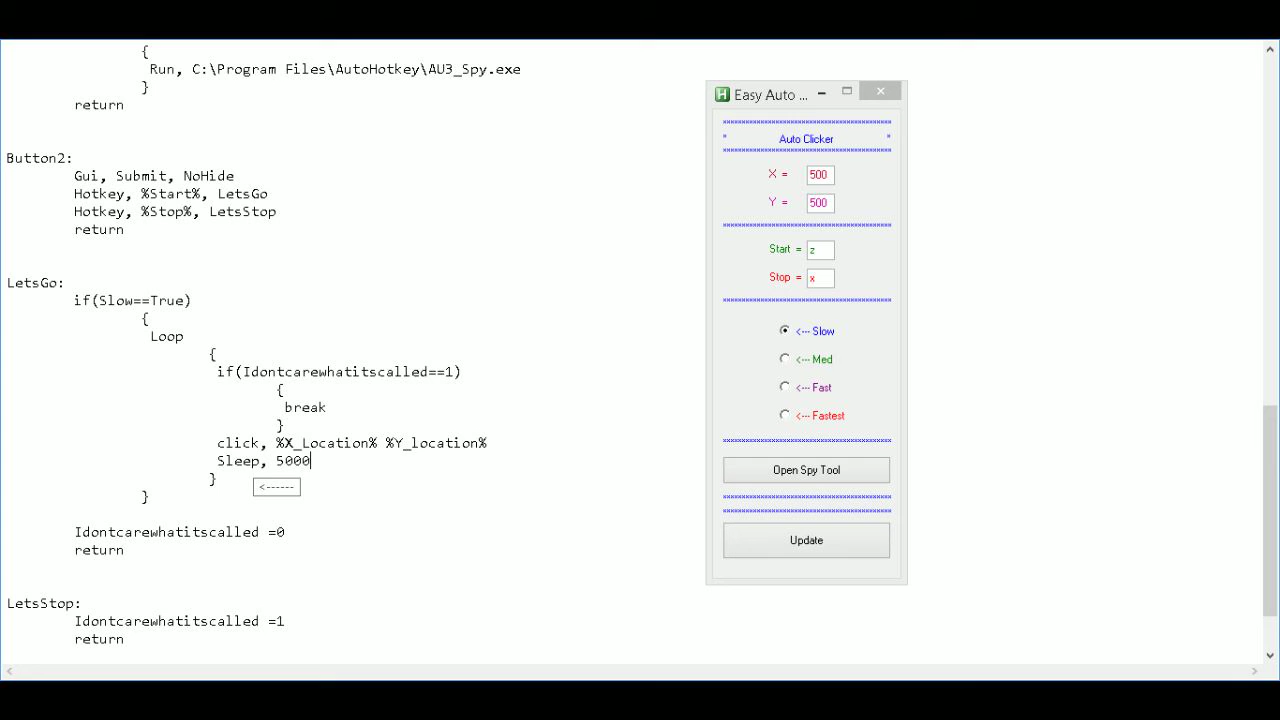 {
Run, C:\Program Files\AutoHotkey\AU3_Spy.exe
}
return
Button2:
Gui, Submit, NoHide
Hotkey, %Start%, LetsGo
Hotkey, %Stop%, LetsStop
return
LetsGo:
if(Slow==True)
{
Loop
{
if(Idontcarewhatitscalled==1)
{
break
}
click, %X_Location% %Y_location%
Sleep, 5000
}
<------
}
Idontcarewhatitscalled =0
return
LetsStop:
Idontcarewhatitscalled =1
return
H Easy Auto ...
Auto Clicker
X = 500
Y = 500
Start = z
Stop = x
<--- Slow
<--- Med
<--- Fast
<--- Fastest
Open Spy Tool
Update